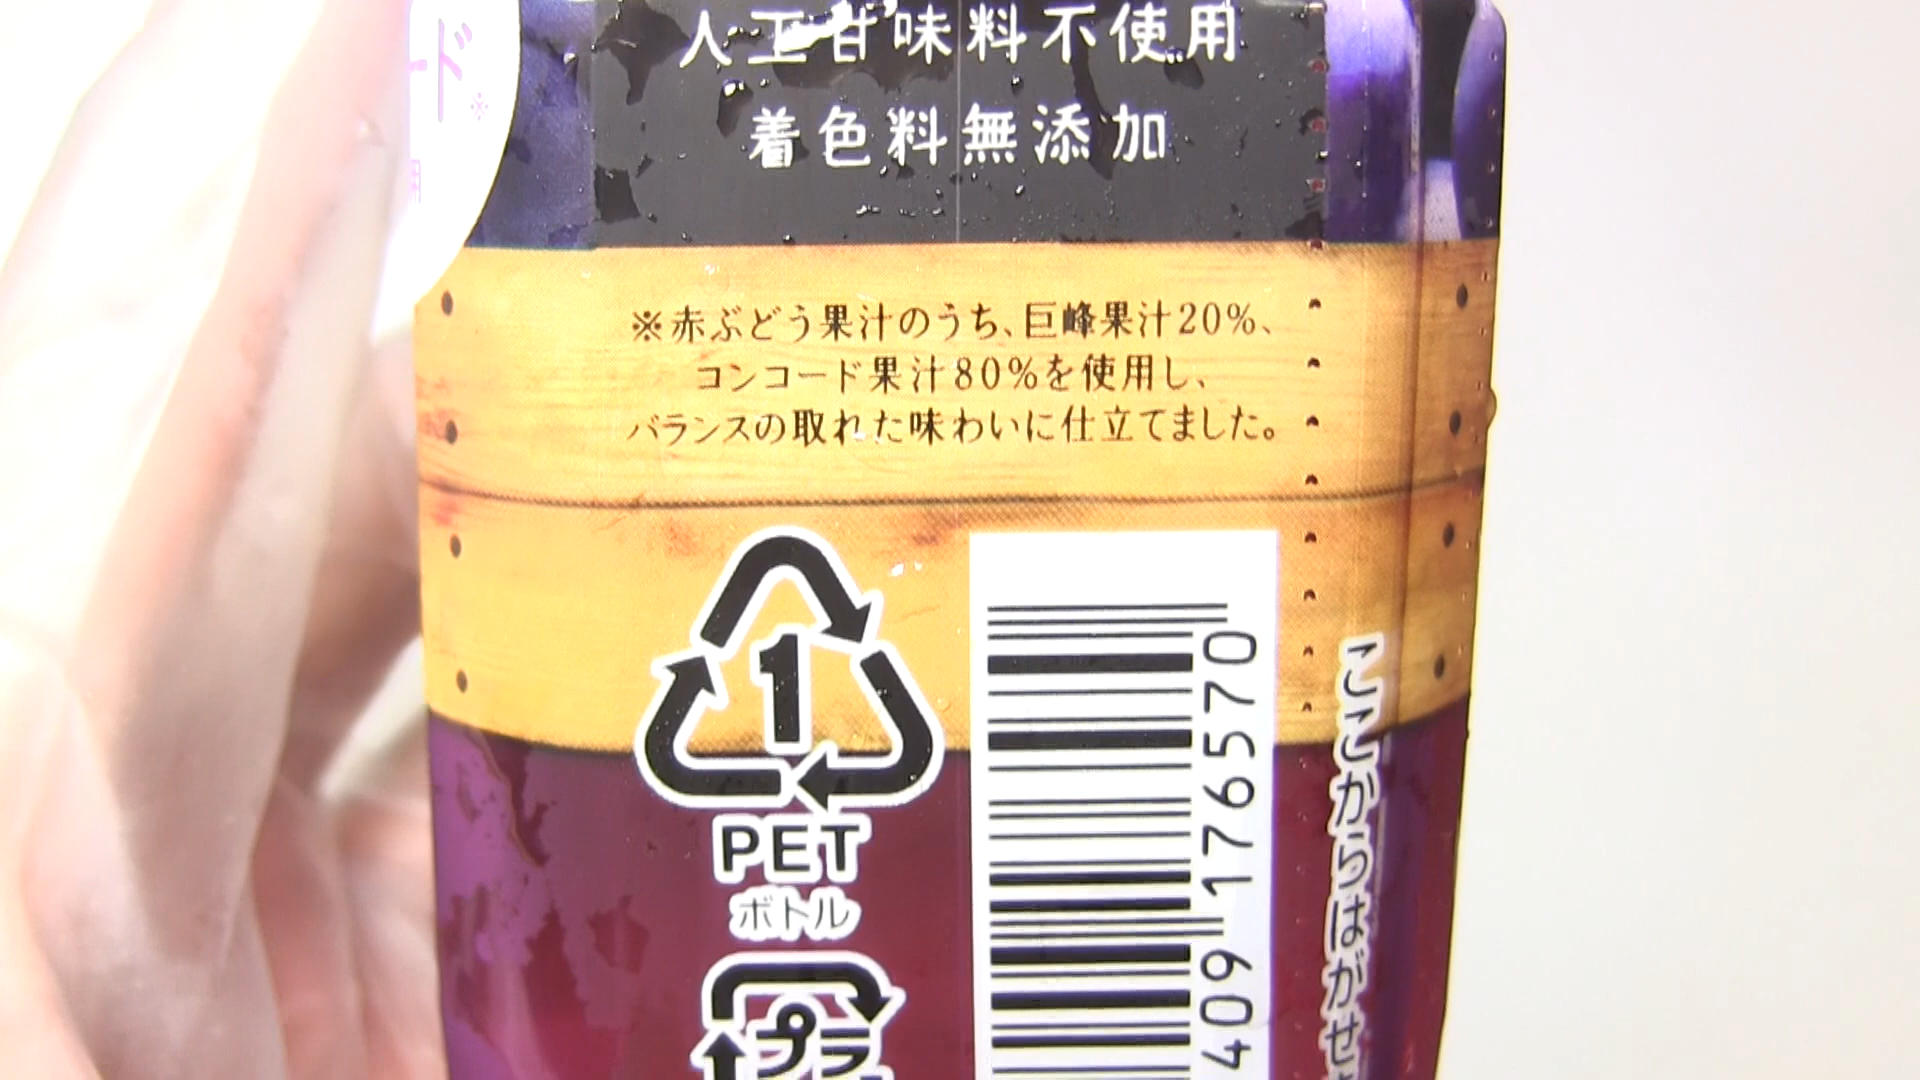 ード※
人工甘味料不使用
着色料無添加
※赤ぶどう果汁のうち、巨峰果汁20%、
コンコード果汁80%を使用し、
バランスの取れた味わいに仕立てました。
1
PET
ボトル
プラ
409 176570
ここからはがせ